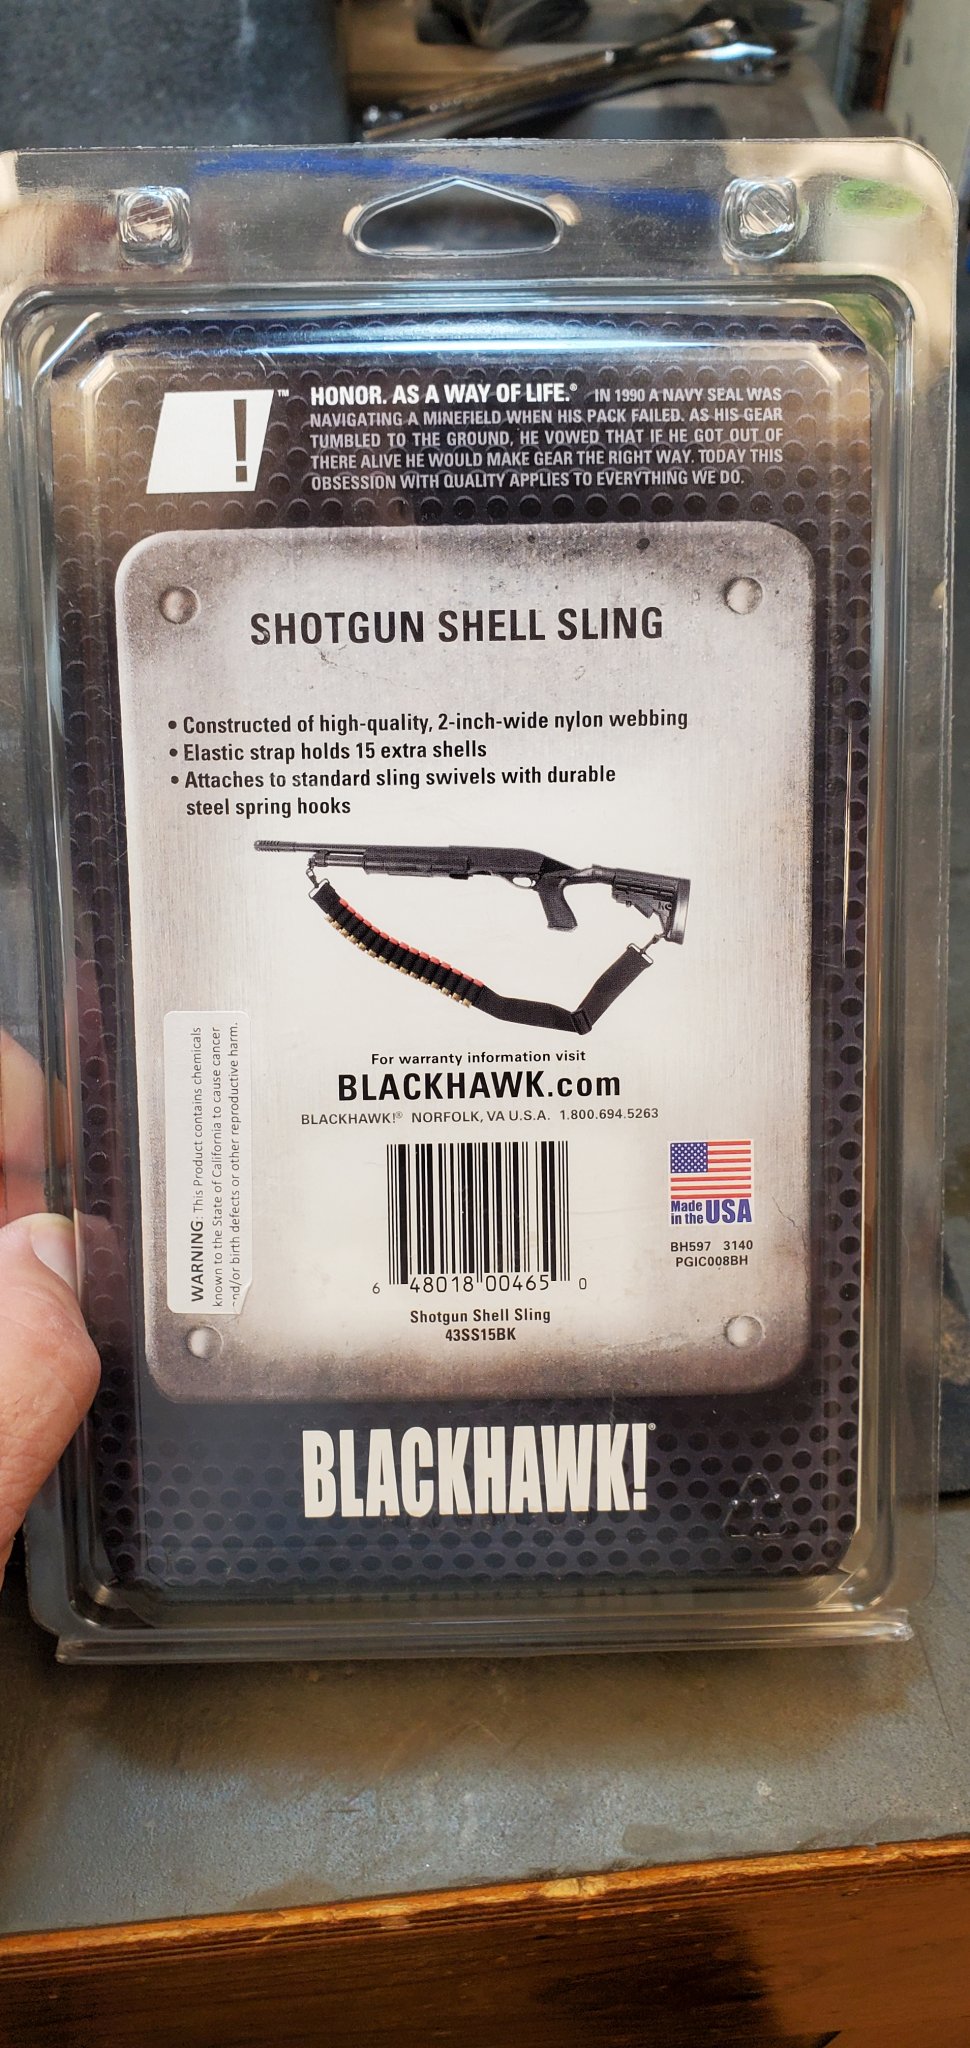 !™
HONOR. AS A WAY OF LIFE.® IN 1990 A NAVY SEAL WAS
NAVIGATING A MINEFIELD WHEN HIS PACK FAILED. AS HIS GEAR
TUMBLED TO THE GROUND, HE VOWED THAT IF HE GOT OUT OF
THERE ALIVE HE WOULD MAKE GEAR THE RIGHT WAY. TODAY THIS
OBSESSION WITH QUALITY APPLIES TO EVERYTHING WE DO.
SHOTGUN SHELL SLING
• Constructed of high-quality, 2-inch-wide nylon webbing
• Elastic strap holds 15 extra shells
• Attaches to standard sling swivels with durable
steel spring hooks
For warranty information visit
BLACKHAWK.com
BLACKHAWK!® NORFOLK, VA U.S.A. 1.800.694.5263
WARNING: This Product contains chemicals
known to the State of California to cause cancer
and/or birth defects or other reproductive harm.
Made
in the USA
BH597 3140
PGIC008BH
6 48018 00465 0
Shotgun Shell Sling
43SS15BK
BLACKHAWK!®